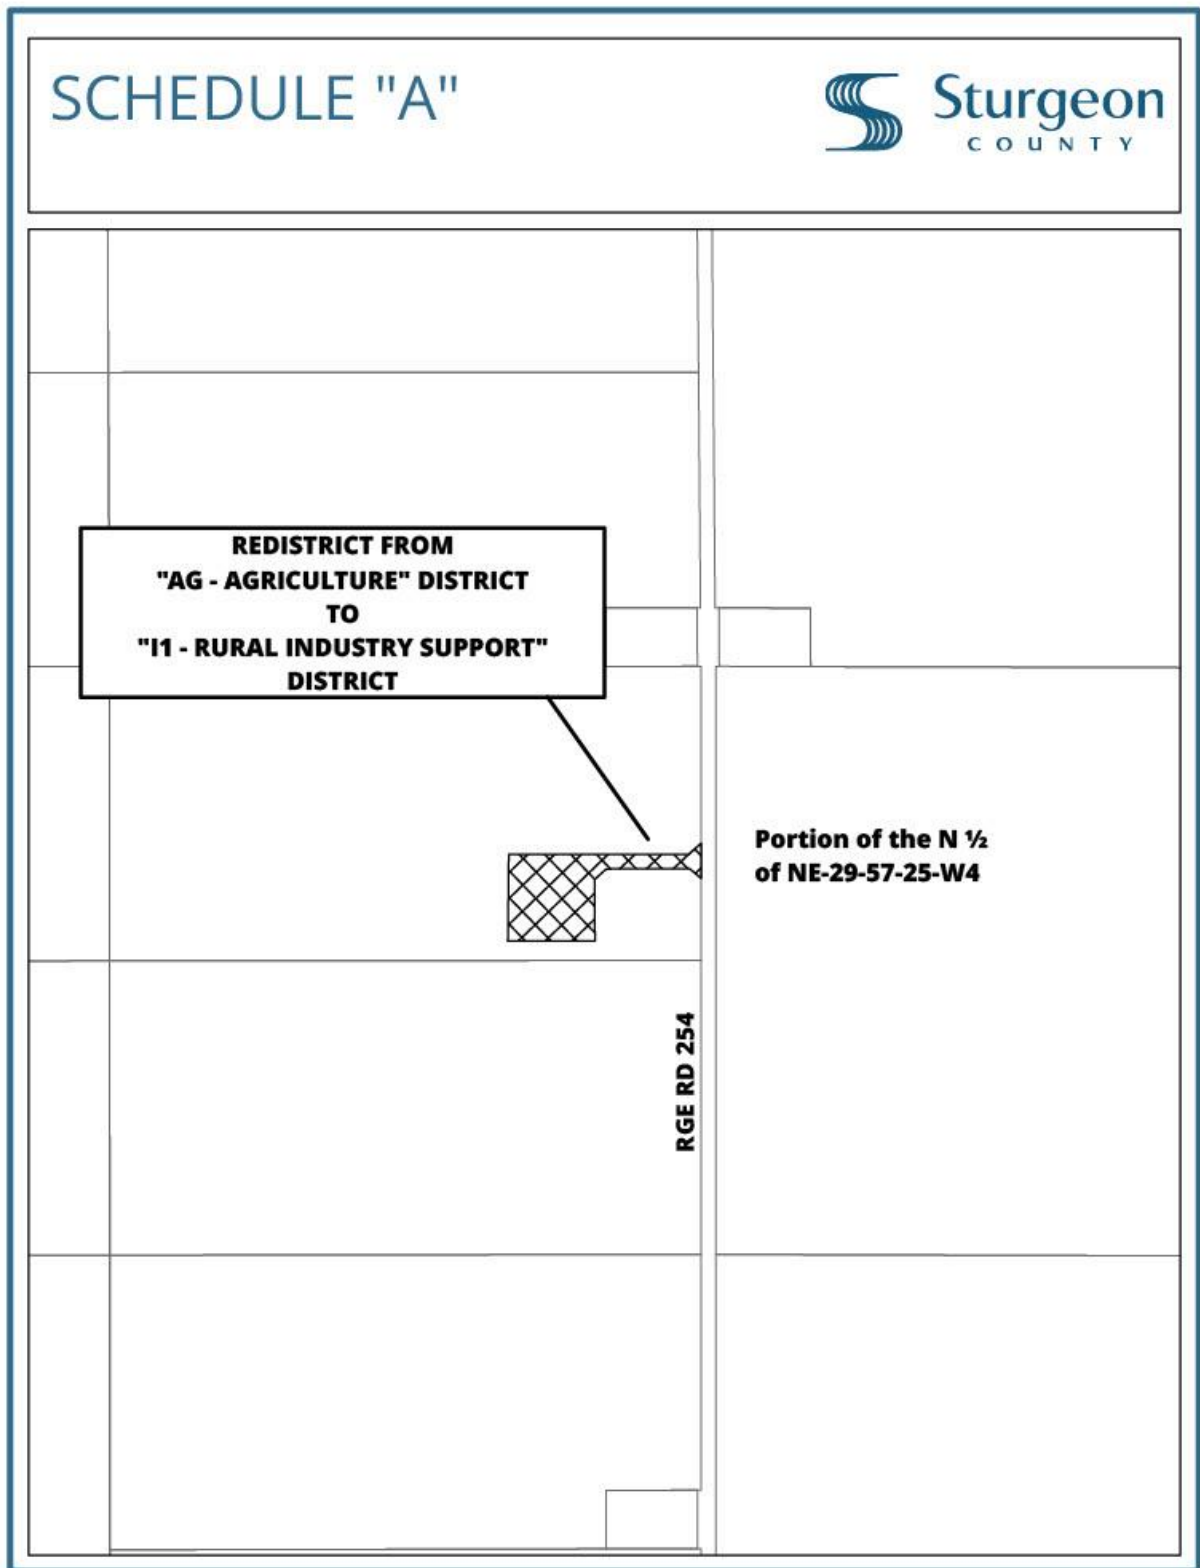 SCHEDULE "A"
Sturgeon
COUNTY
REDISTRICT FROM
"AG - AGRICULTURE" DISTRICT
TO
"I1 - RURAL INDUSTRY SUPPORT"
DISTRICT
Portion of the N ½
of NE-29-57-25-W4
RGE RD 254